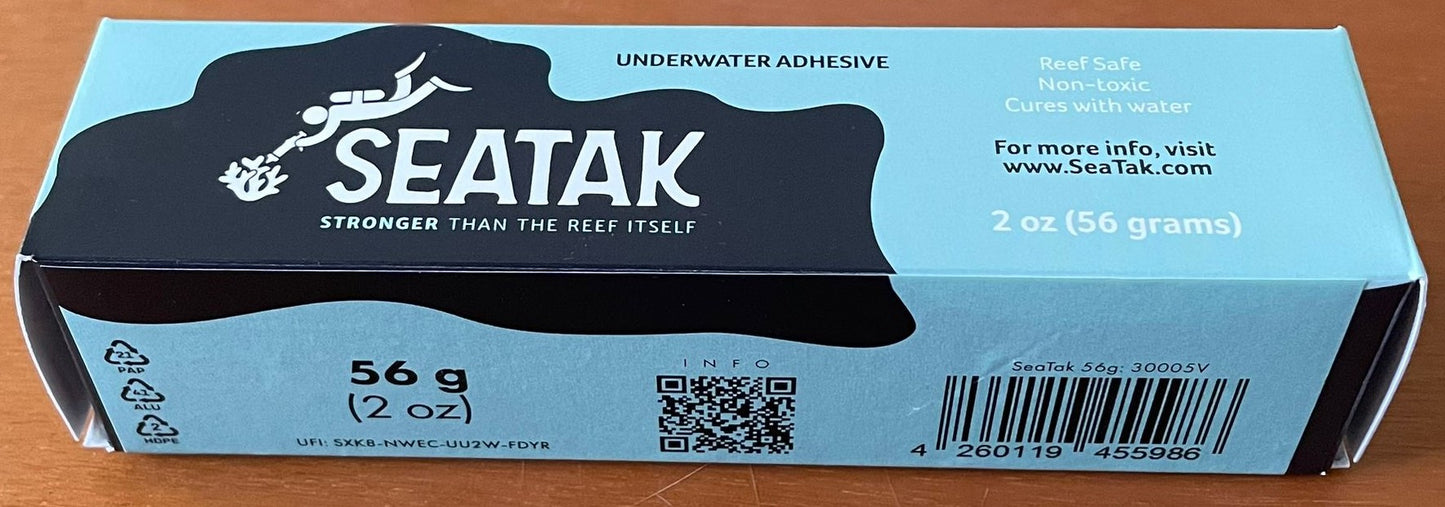 SEATAK
STRONGER THAN THE REEF ITSELF
UNDERWATER ADHESIVE
Reef Safe
Non-toxic
Cures with water
For more info, visit
www.SeaTak.com
2 oz (56 grams)
21
PAP
41
ALU
2
HDPE
56 g
(2 oz)
UFI: SXK8-NWEC-UU2W-FDYR
INFO
SeaTak 56g: 30005V
4 260119 455986